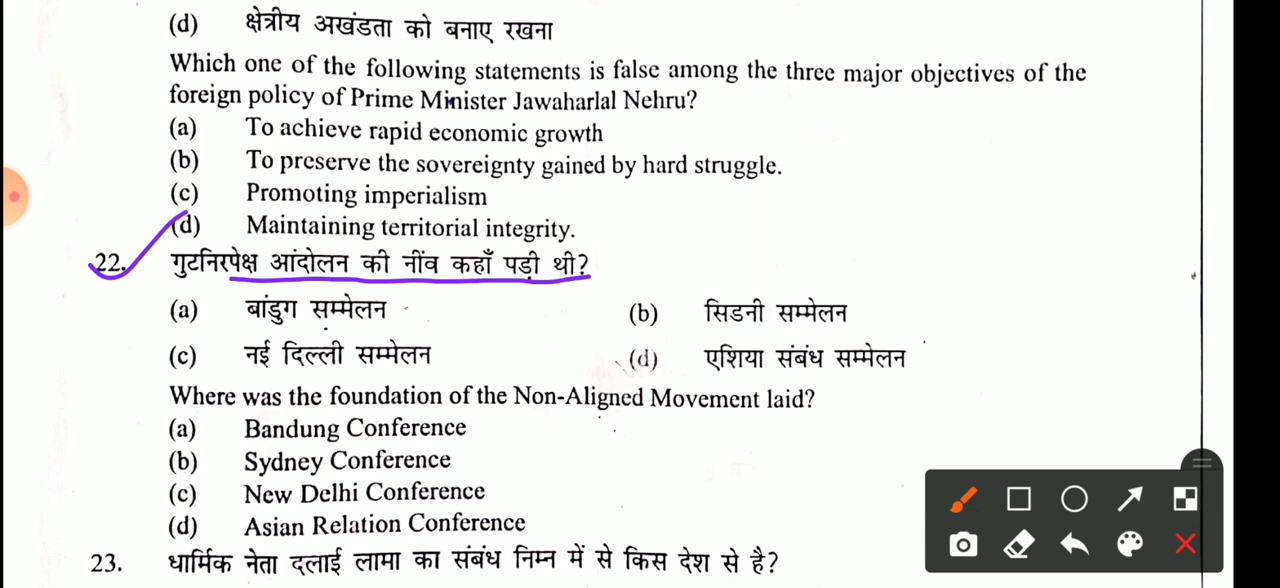 (d) क्षेत्रीय अखंडता को बनाए रखना
Which one of the following statements is false among the three major objectives of the
foreign policy of Prime Minister Jawaharlal Nehru?
(a) To achieve rapid economic growth
(b) To preserve the sovereignty gained by hard struggle.
(c) Promoting imperialism
(d) Maintaining territorial integrity.
22. गुटनिरपेक्ष आंदोलन की नींव कहाँ पड़ी थी?
(a) बांडुग सम्मेलन (b) सिडनी सम्मेलन
(c) नई दिल्ली सम्मेलन (d) एशिया संबंध सम्मेलन
Where was the foundation of the Non-Aligned Movement laid?
(a) Bandung Conference
(b) Sydney Conference
(c) New Delhi Conference
(d) Asian Relation Conference
23. धार्मिक नेता दलाई लामा का संबंध निम्न में से किस देश से है?